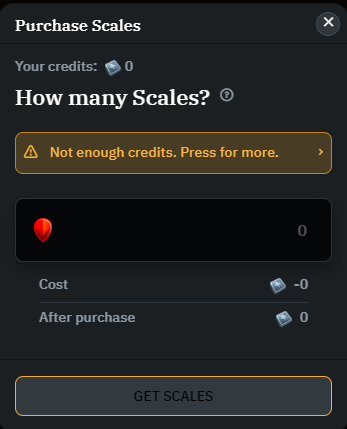 Purchase Scales
Your credits: 0
How many Scales?
Not enough credits. Press for more.
0
Cost -0
After purchase 0
GET SCALES